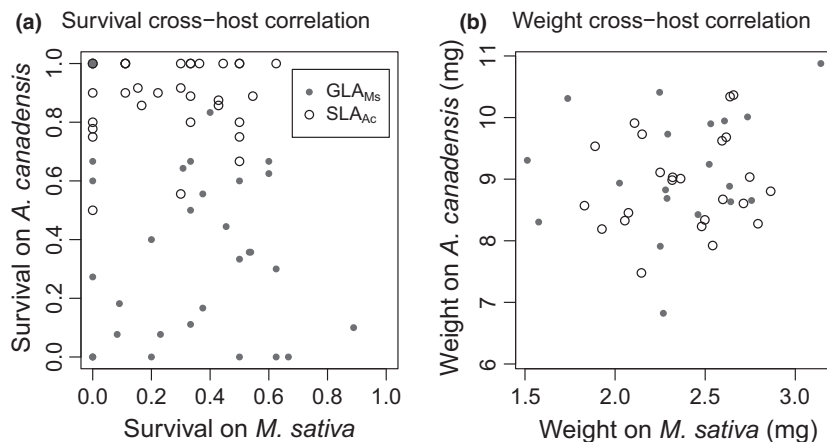 (a) Survival cross−host correlation
Survival on A. canadensis
1.0
0.8
0.6
0.4
0.2
0.0
GLAMs
SLAAc
0.0 0.2 0.4 0.6 0.8 1.0
Survival on M. sativa
(b) Weight cross−host correlation
Weight on A. canadensis (mg)
11
10
9
8
7
6
1.5 2.0 2.5 3.0
Weight on M. sativa (mg)